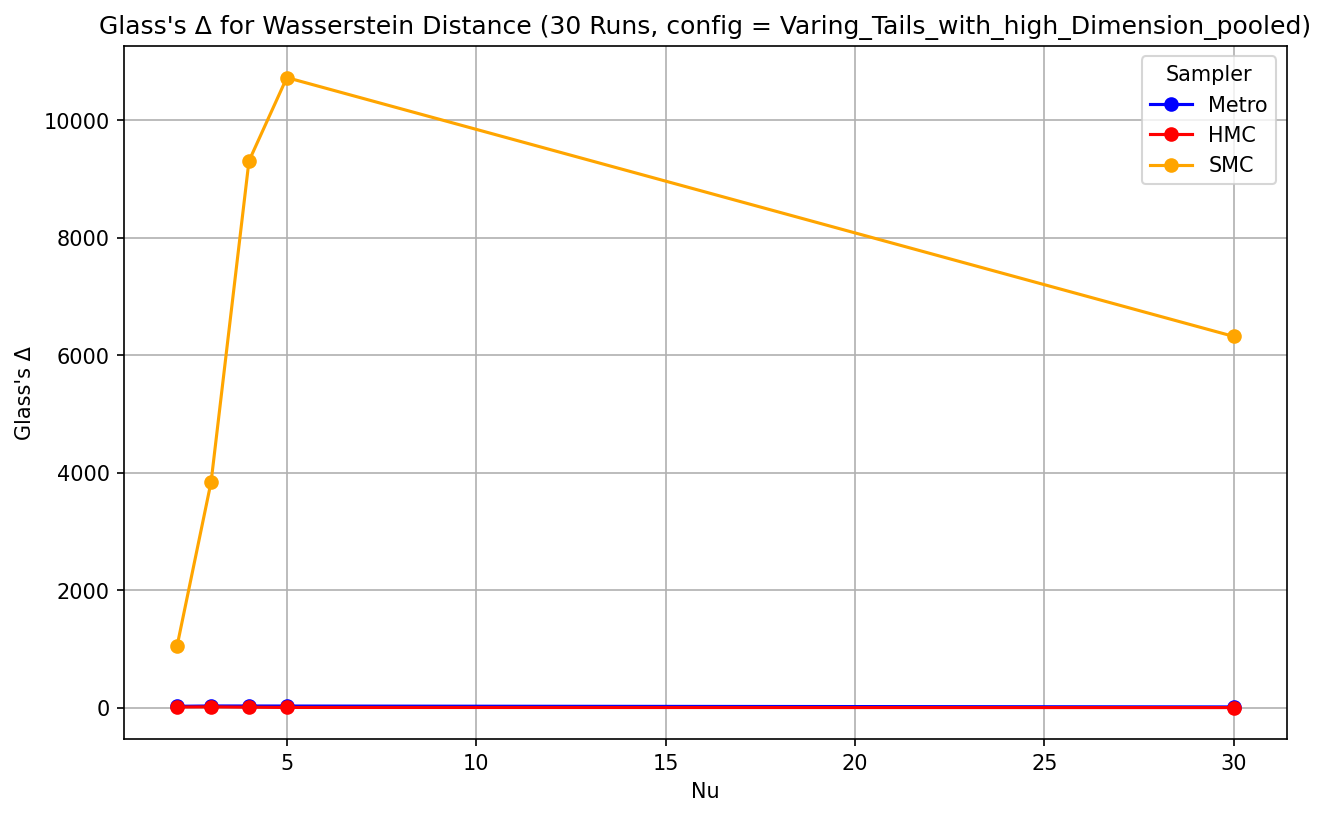 Glass's Δ for Wasserstein Distance (30 Runs, config = Varing_Tails_with_high_Dimension_pooled)
Sampler
Metro
HMC
SMC
10000
8000
6000
4000
2000
0
Glass's Δ
5
10
15
20
25
30
Nu